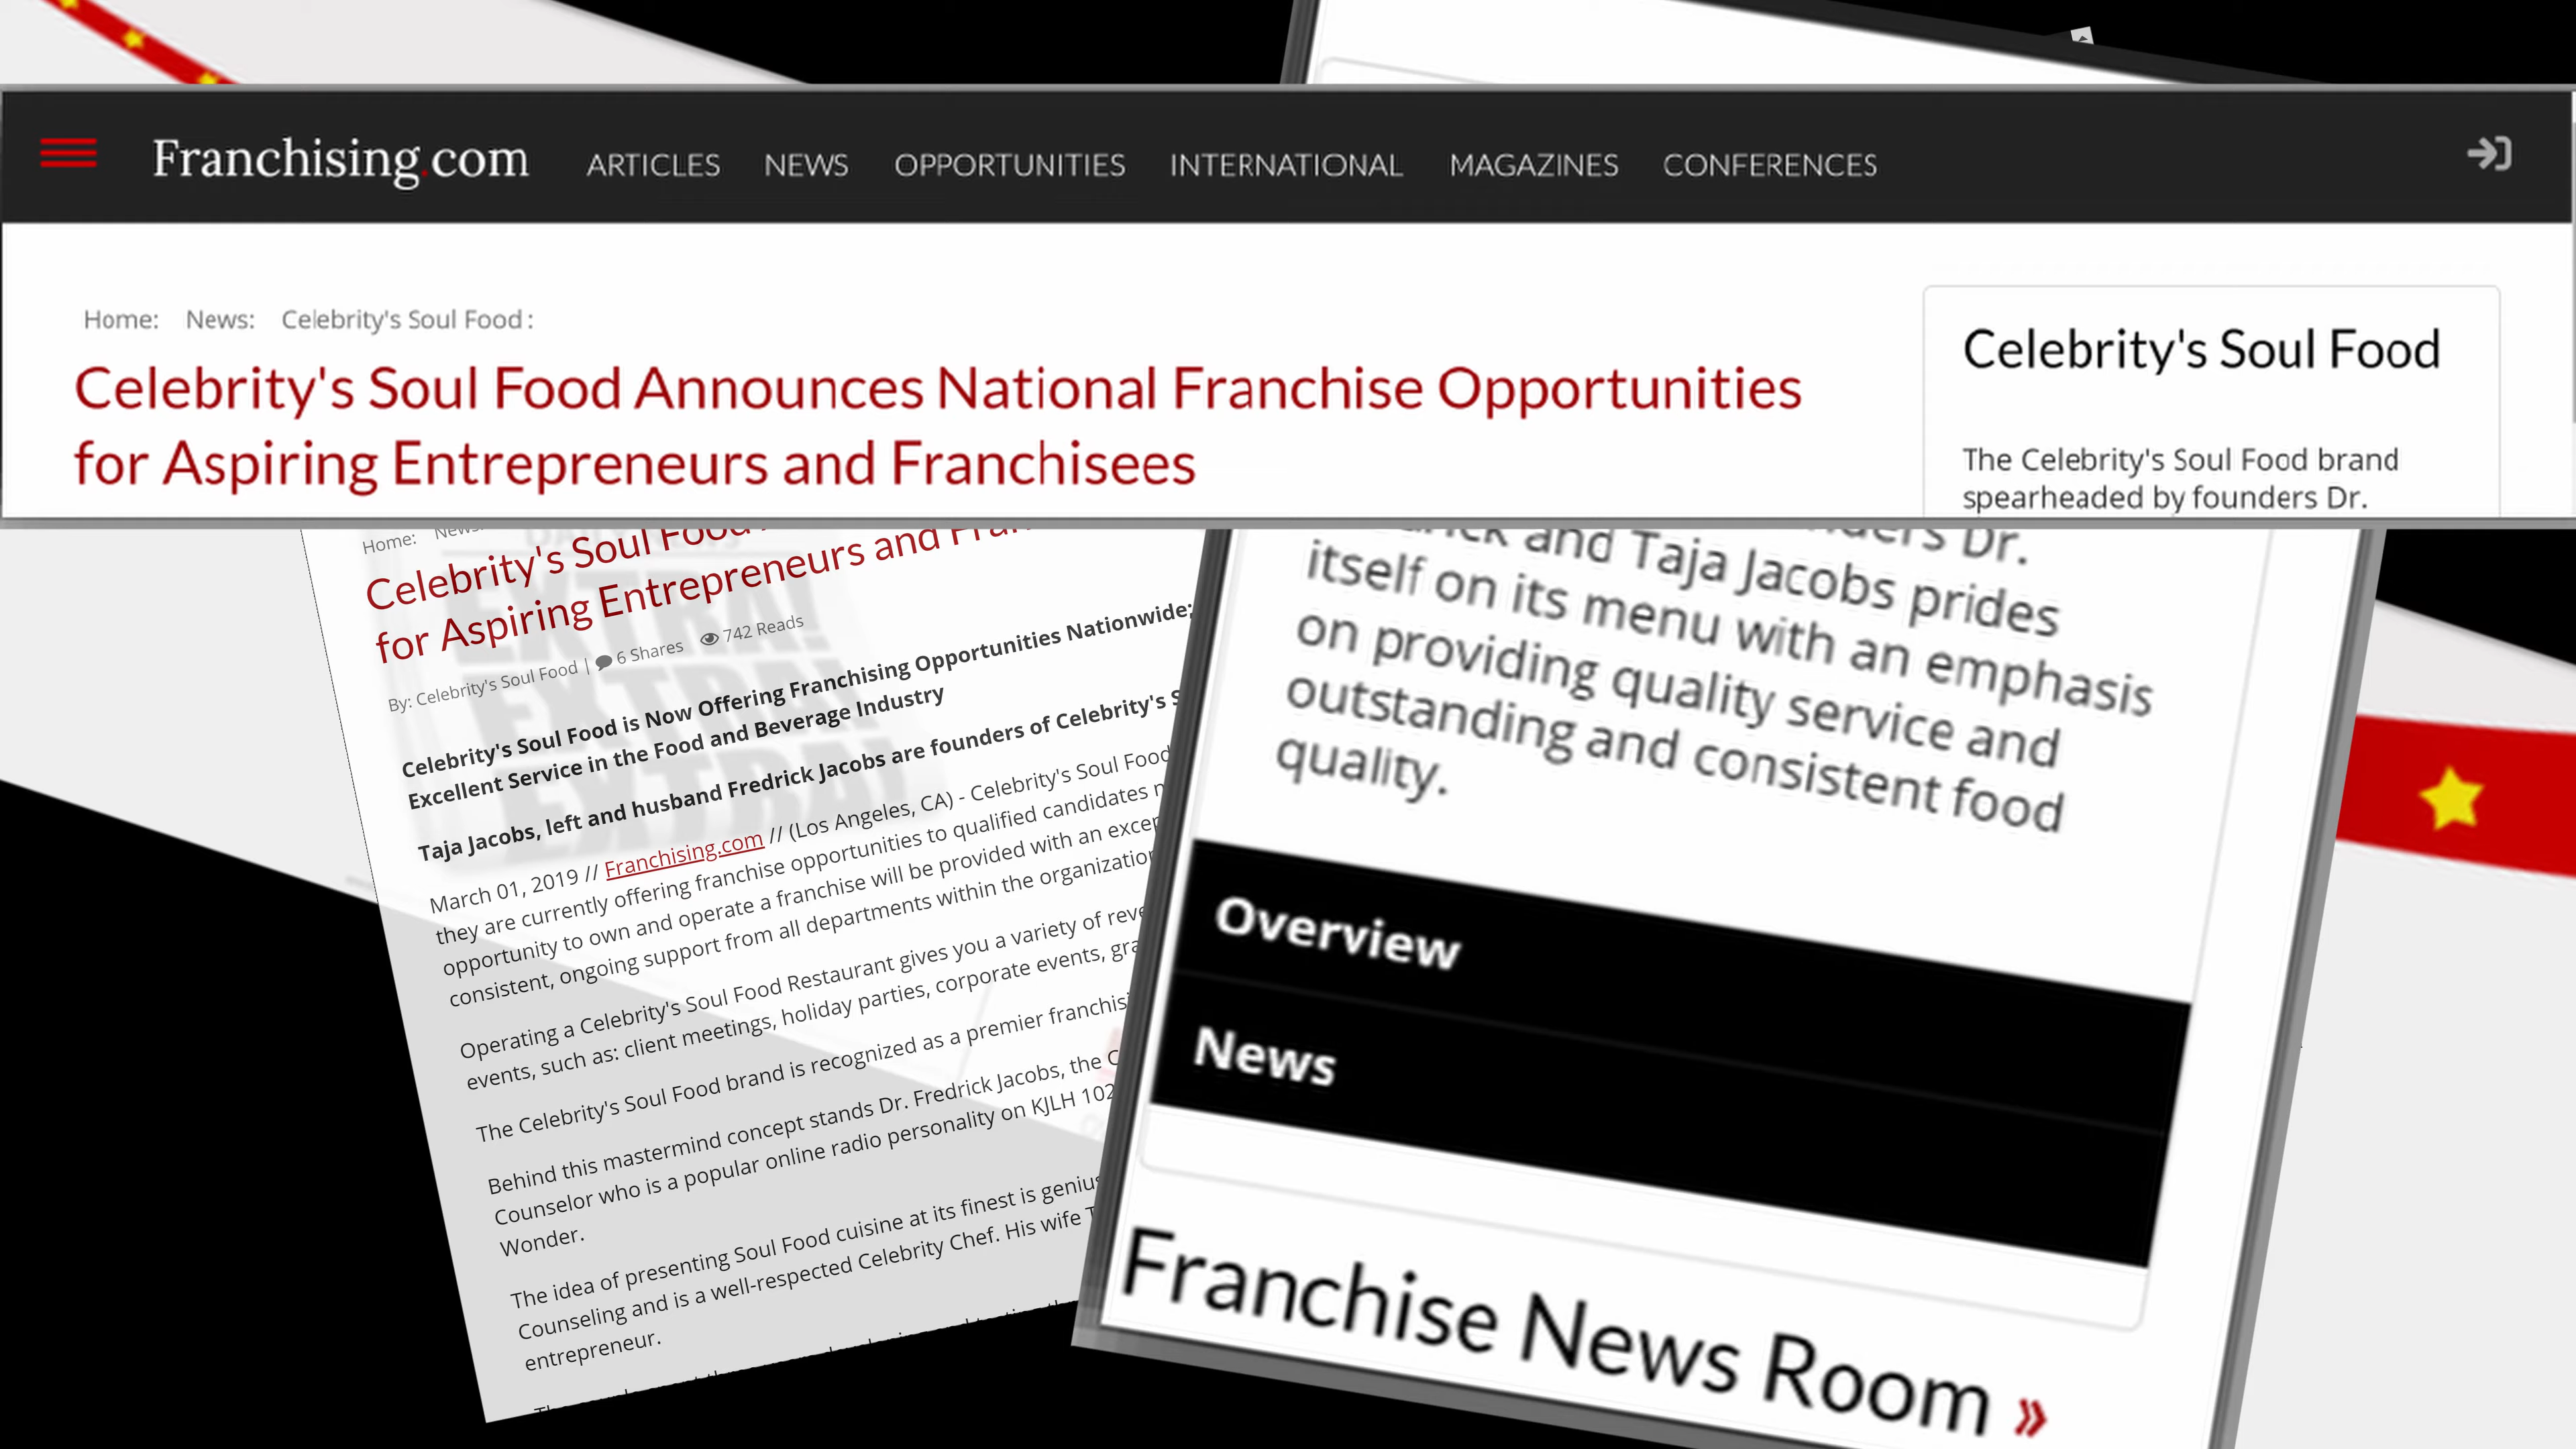 Franchising.com ARTICLES NEWS OPPORTUNITIES INTERNATIONAL MAGAZINES CONFERENCES
Home: News: Celebrity's Soul Food :
Celebrity's Soul Food Announces National Franchise Opportunities
for Aspiring Entrepreneurs and Franchisees
Celebrity's Soul Food
The Celebrity's Soul Food brand
spearheaded by founders Dr.
Home: News:
Celebrity's Soul Food
for Aspiring Entrepreneurs and
By: Celebrity's Soul Food | 6 Shares 742 Reads
Celebrity's Soul Food is Now Offering Franchising Opportunities Nationwide;
Excellent Service in the Food and Beverage Industry
Taja Jacobs, left and husband Fredrick Jacobs are founders of Celebrity's
March 01, 2019 // Franchising.com // (Los Angeles, CA) - Celebrity's Soul Food
they are currently offering franchise opportunities to qualified candidates
opportunity to own and operate a franchise will be provided with an
consistent, ongoing support from all departments within the
Operating a Celebrity's Soul Food Restaurant gives you a variety of
events, such as: client meetings, holiday parties, corporate events,
The Celebrity's Soul Food brand is recognized as a premier
Behind this mastermind concept stands Dr. Fredrick Jacobs, the
Counselor who is a popular online radio personality on KJLH 102
Wonder.
The idea of presenting Soul Food cuisine at its finest is genius
Counseling and is a well-respected Celebrity Chef. His wife
entrepreneur.
Dr.
and Taja Jacobs prides
itself on its menu with an emphasis
on providing quality service and
outstanding and consistent food
quality.
Overview
News
Franchise News Room »
EXTRA!
EXTRA!
EXTRA!